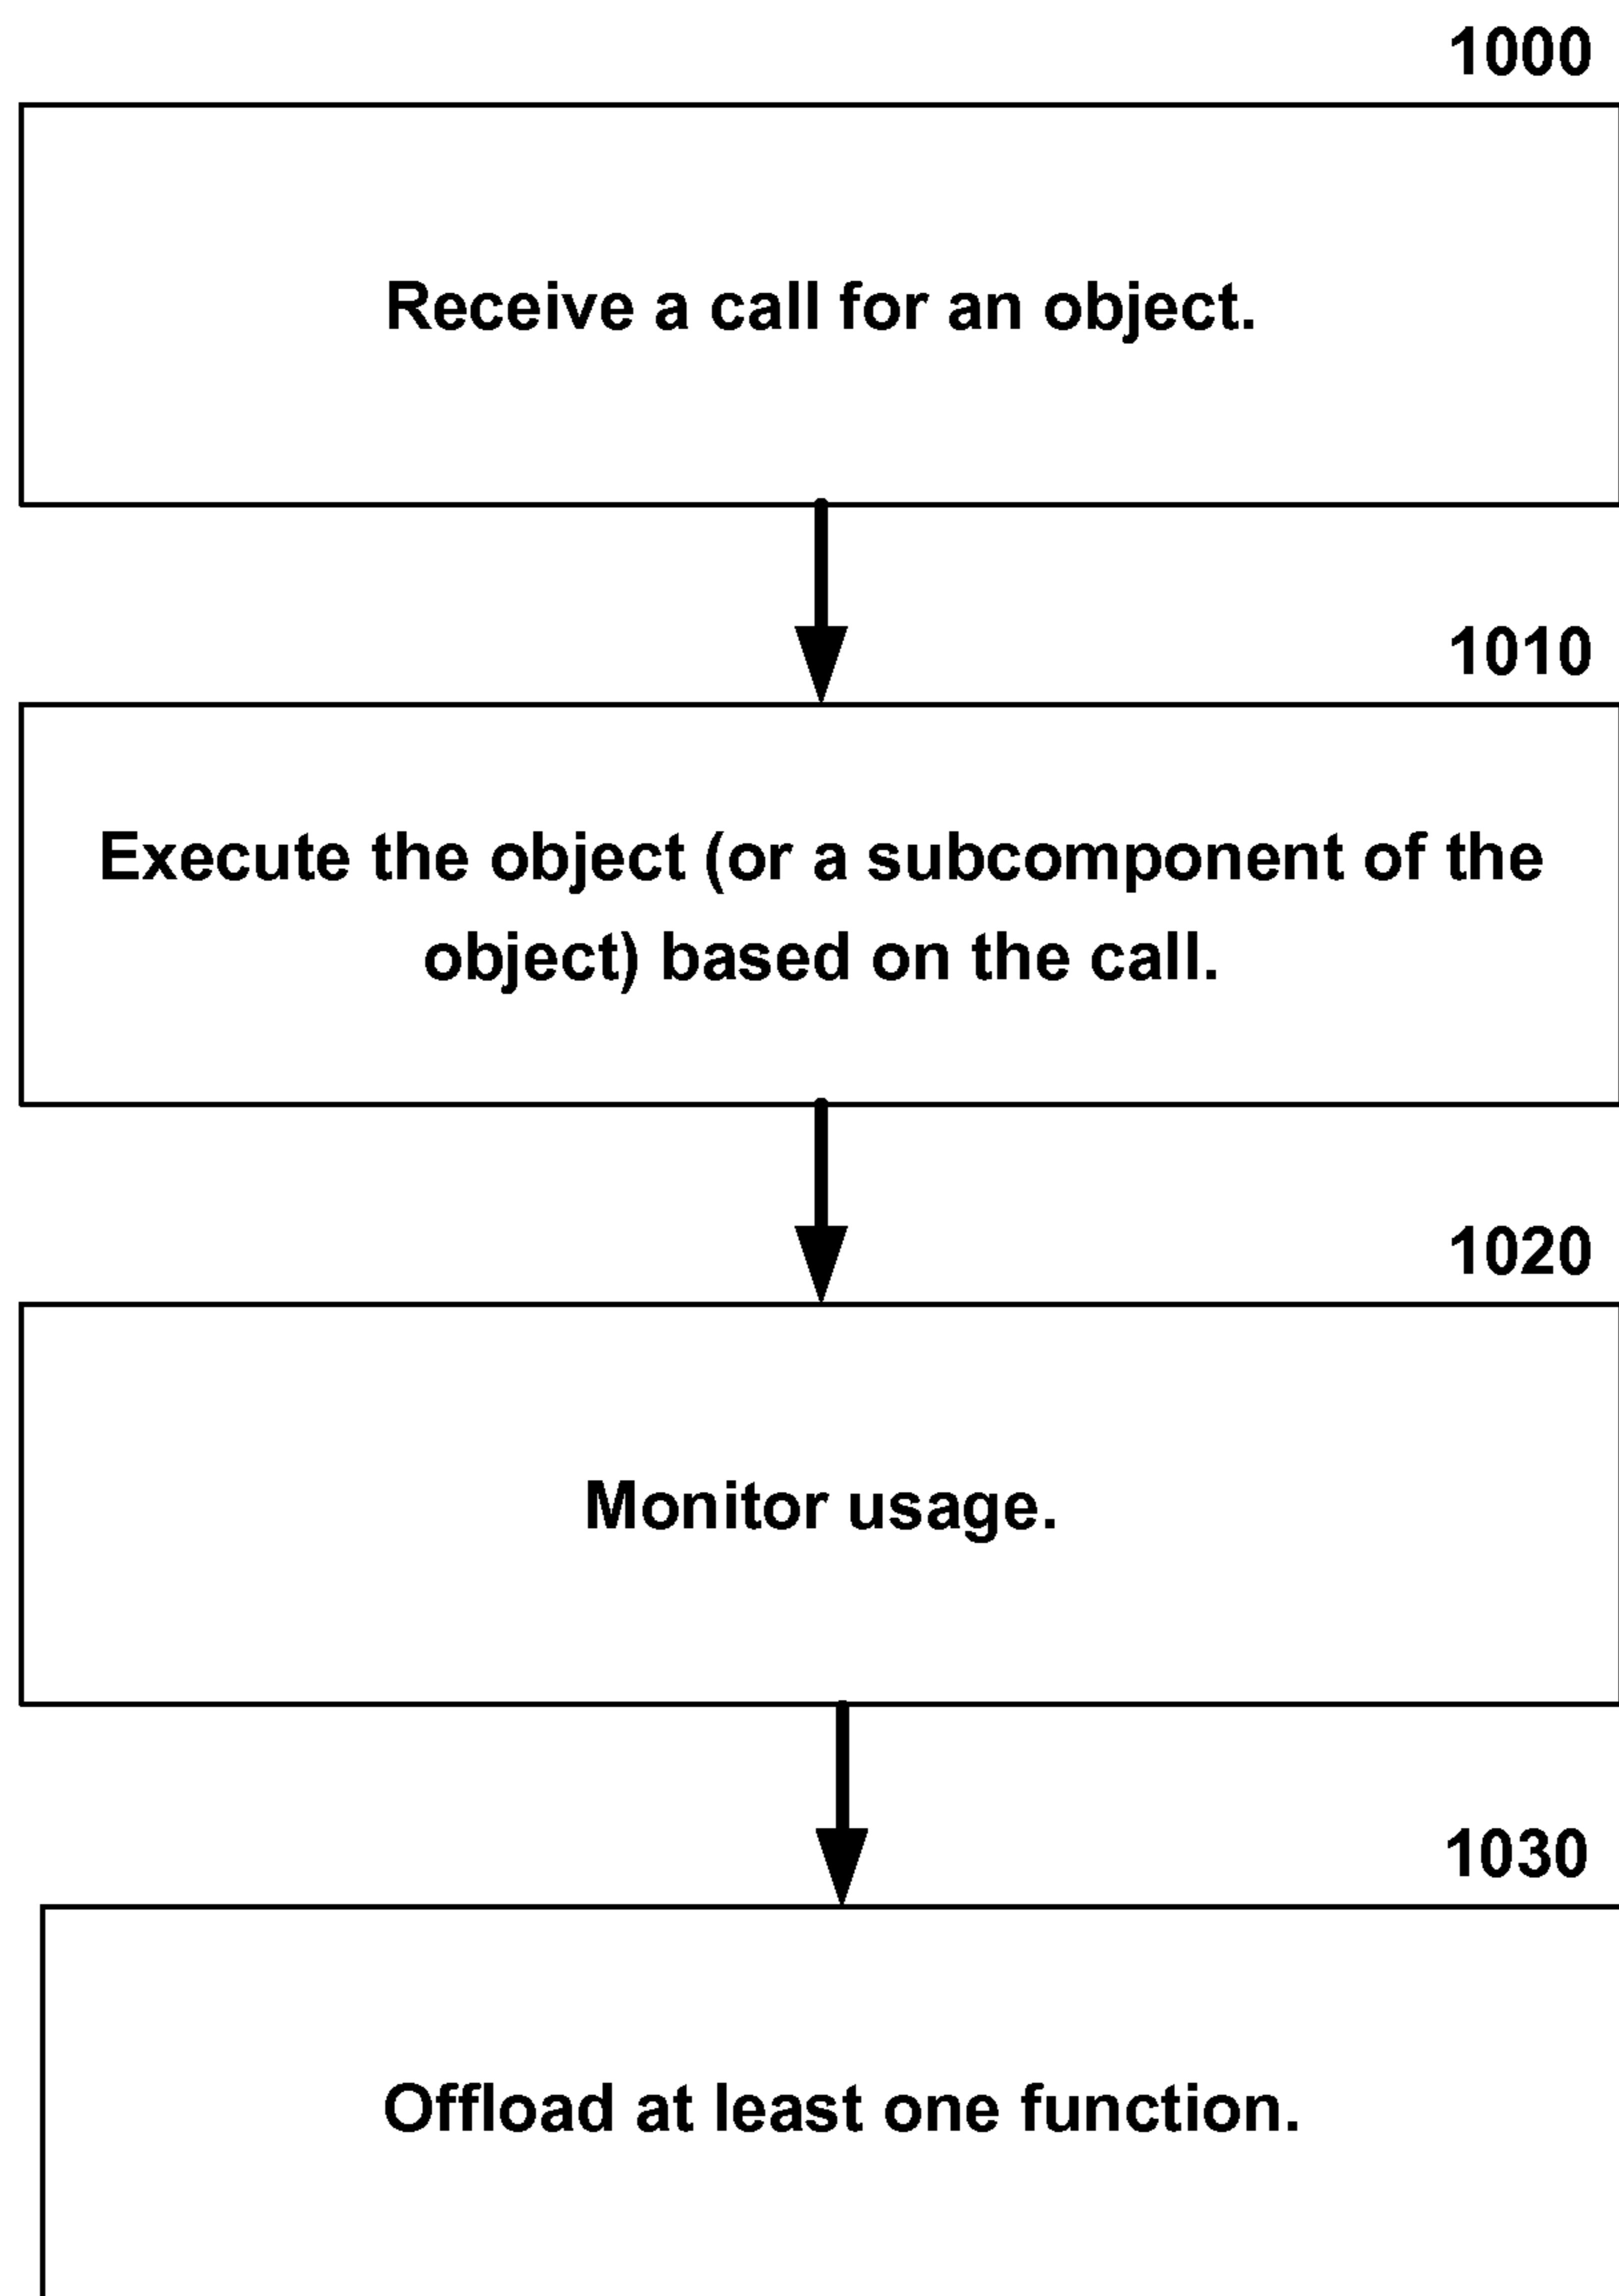 1000
Receive a call for an object.
1010
Execute the object (or a subcomponent of the
object) based on the call.
1020
Monitor usage.
1030
Offload at least one function.